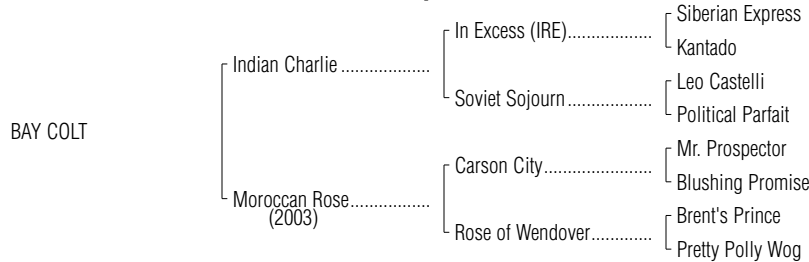 Siberian Express
In Excess (IRE)...................
Kantado
Indian Charlie ....................
Leo Castelli
Soviet Sojourn...................
Political Parfait
BAY COLT
Mr. Prospector
Carson City.........................
Blushing Promise
Moroccan Rose..................
(2003)
Brent's Prince
Rose of Wendover..............
Pretty Polly Wog